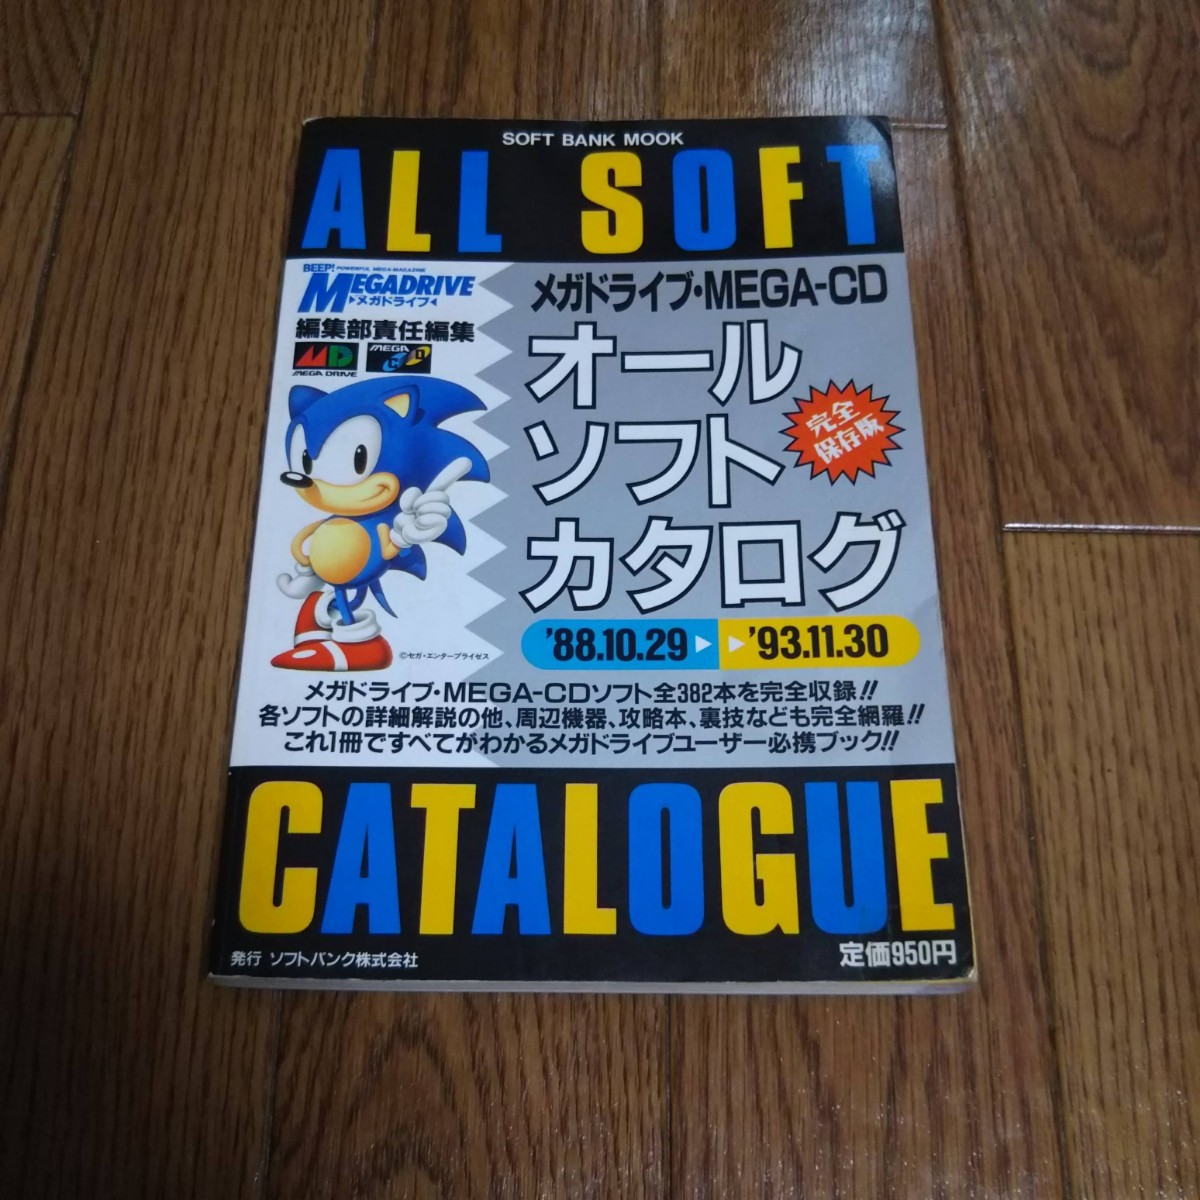 SOFT BANK MOOK
ALL SOFT
BEEP! POWERFUL MEGA-MAGAZINE
MEGADRIVE
メガドライブ
編集部責任編集
MEGA DRIVE
MEGA CD
メガドライブ・MEGA-CD
オール
ソフト
カタログ
完全
保存版
'88.10.29 '93.11.30
©セガ・エンタープライゼス
メガドライブ・MEGA-CDソフト全382本を完全収録!!
各ソフトの詳細解説の他、周辺機器、攻略本、裏技なども完全網羅!!
これ1冊ですべてがわかるメガドライブユーザー必携ブック!!
CATALOGUE
発行 ソフトバンク株式会社
定価950円